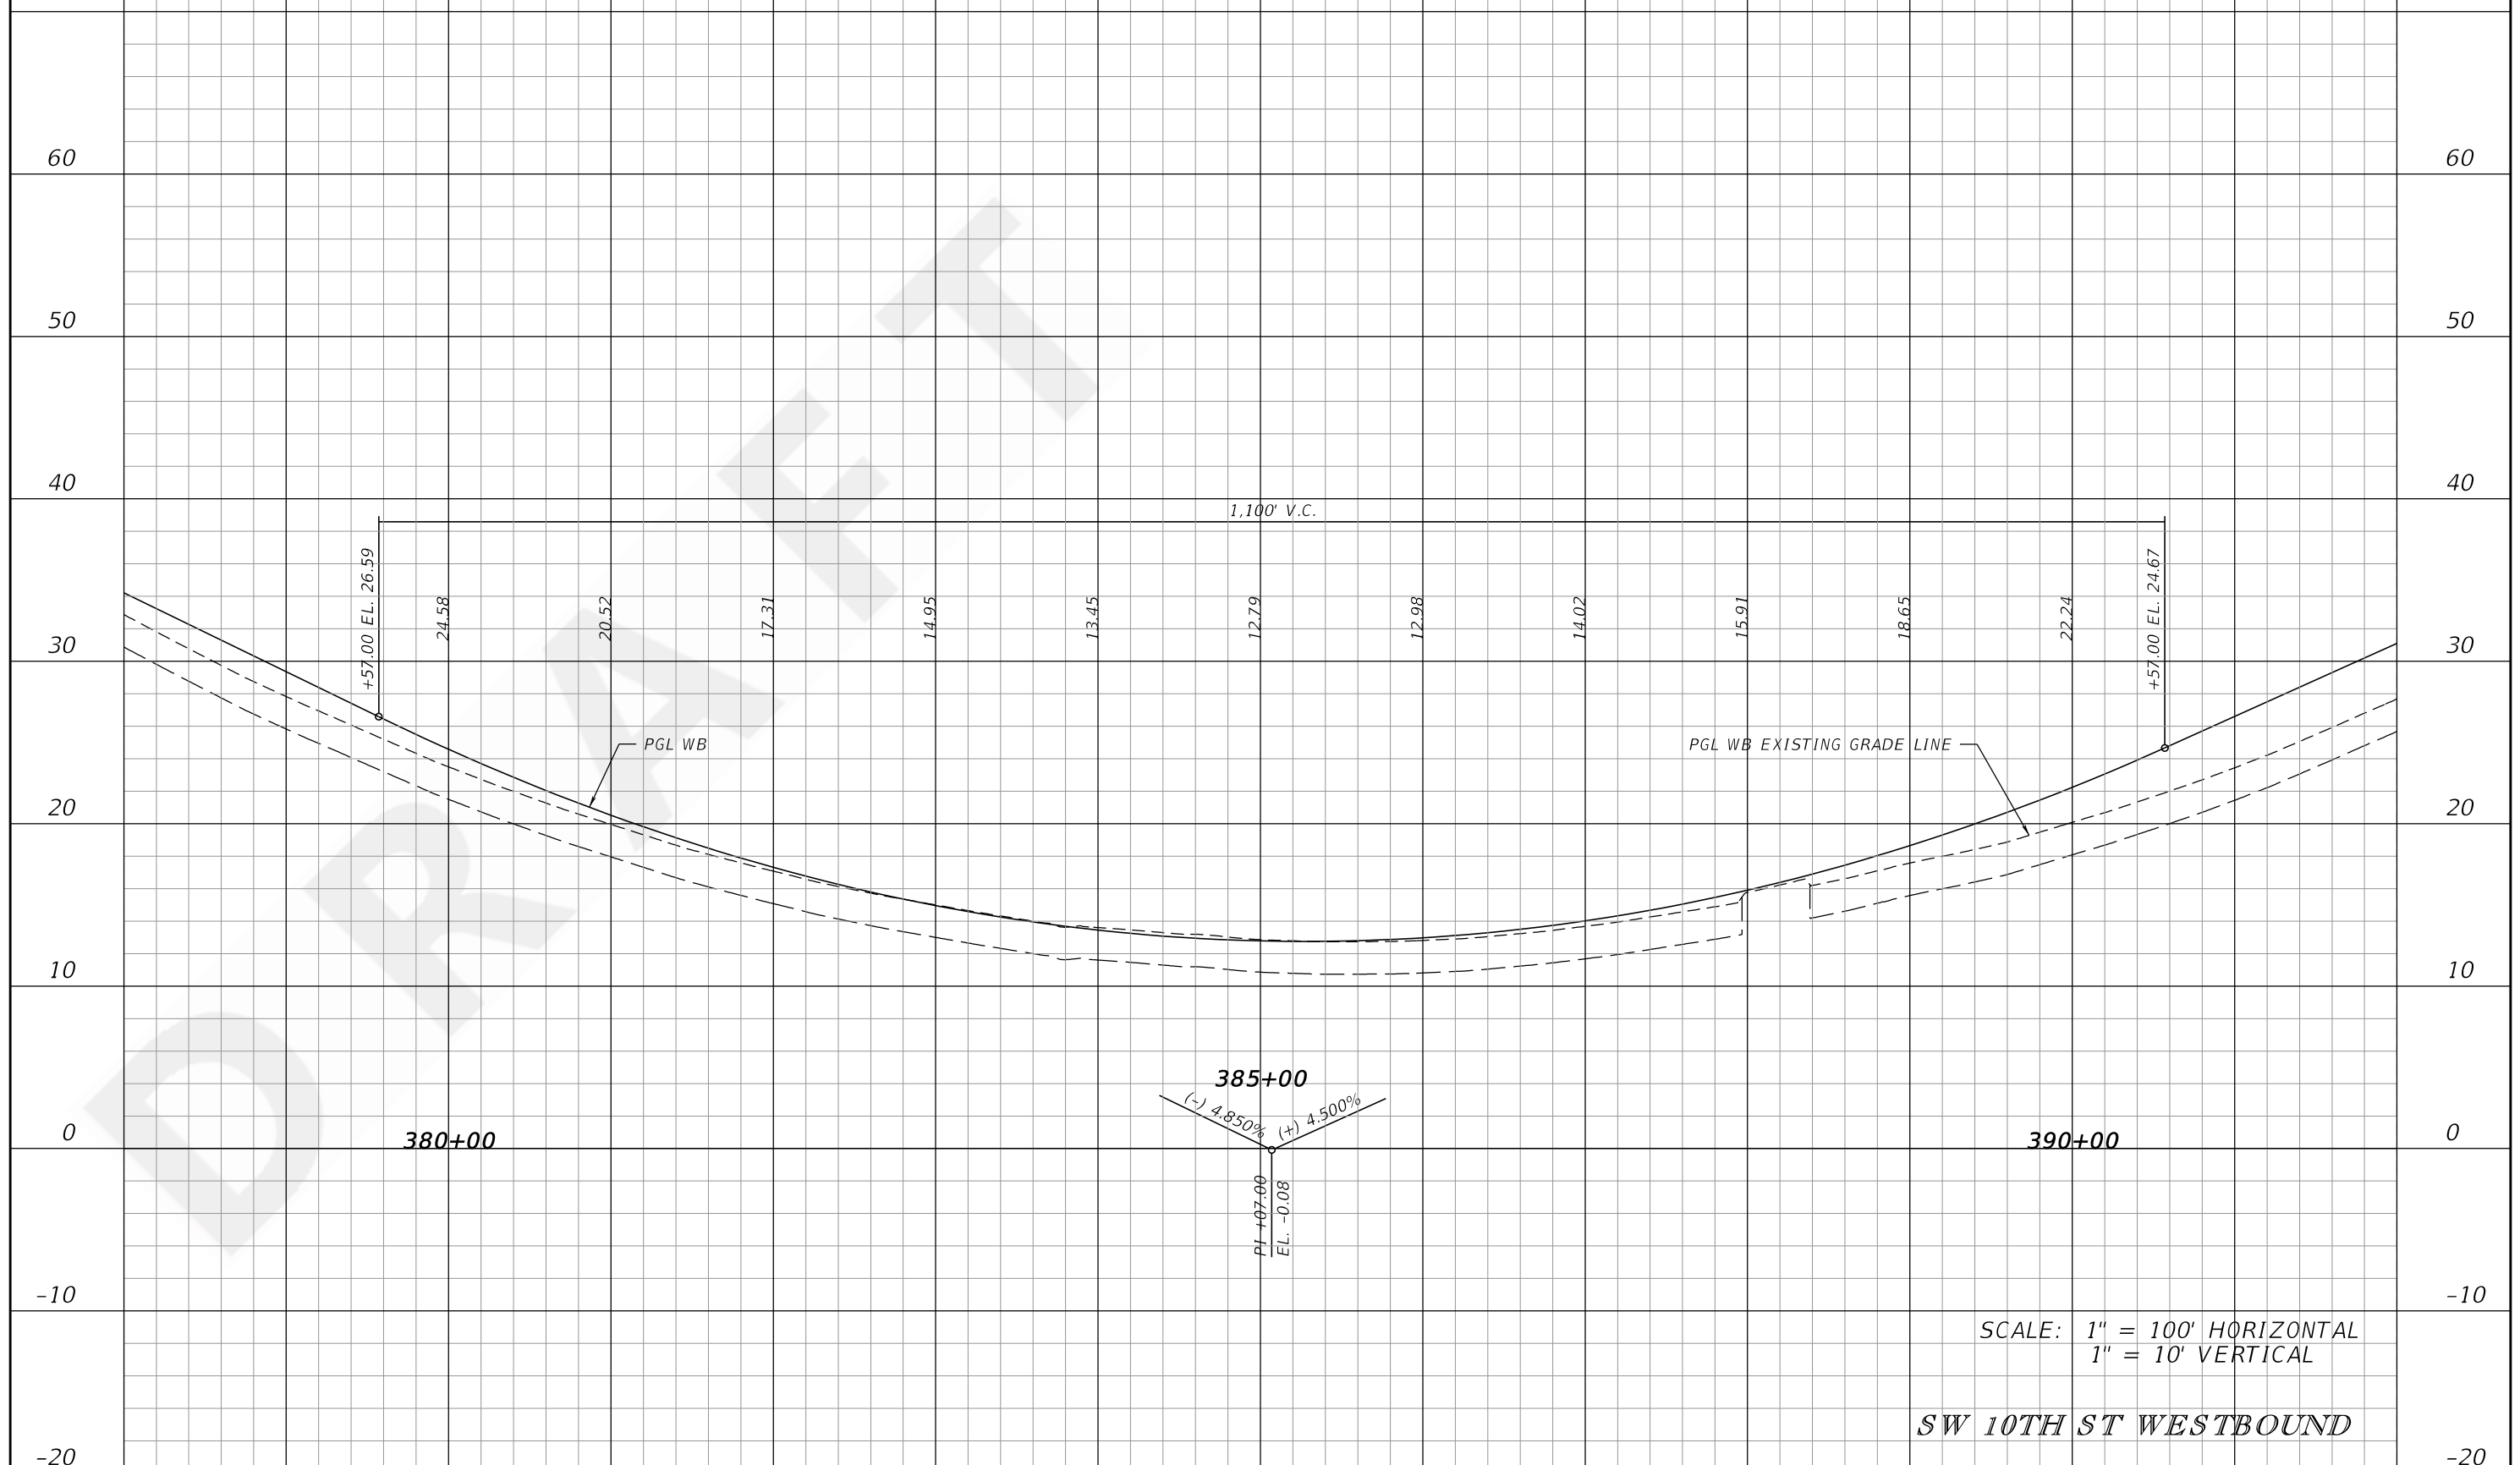 60 60
50 50
40 40
30 30
20 20
10 10
0 0
-10 -10
-20 -20
DRAFT
1,100' V.C.
+57.00 EL. 26.59
24.58
20.52
17.31
14.95
13.45
12.79
12.98
14.02
15.91
18.65
22.24
+57.00 EL. 24.67
PGL WB
PGL WB EXISTING GRADE LINE
380+00
385+00
390+00
(-) 4.850%
(+) 4.500%
PI +07.00
EL. -0.08
SCALE: 1" = 100' HORIZONTAL
1" = 10' VERTICAL
SW 10TH ST WESTBOUND